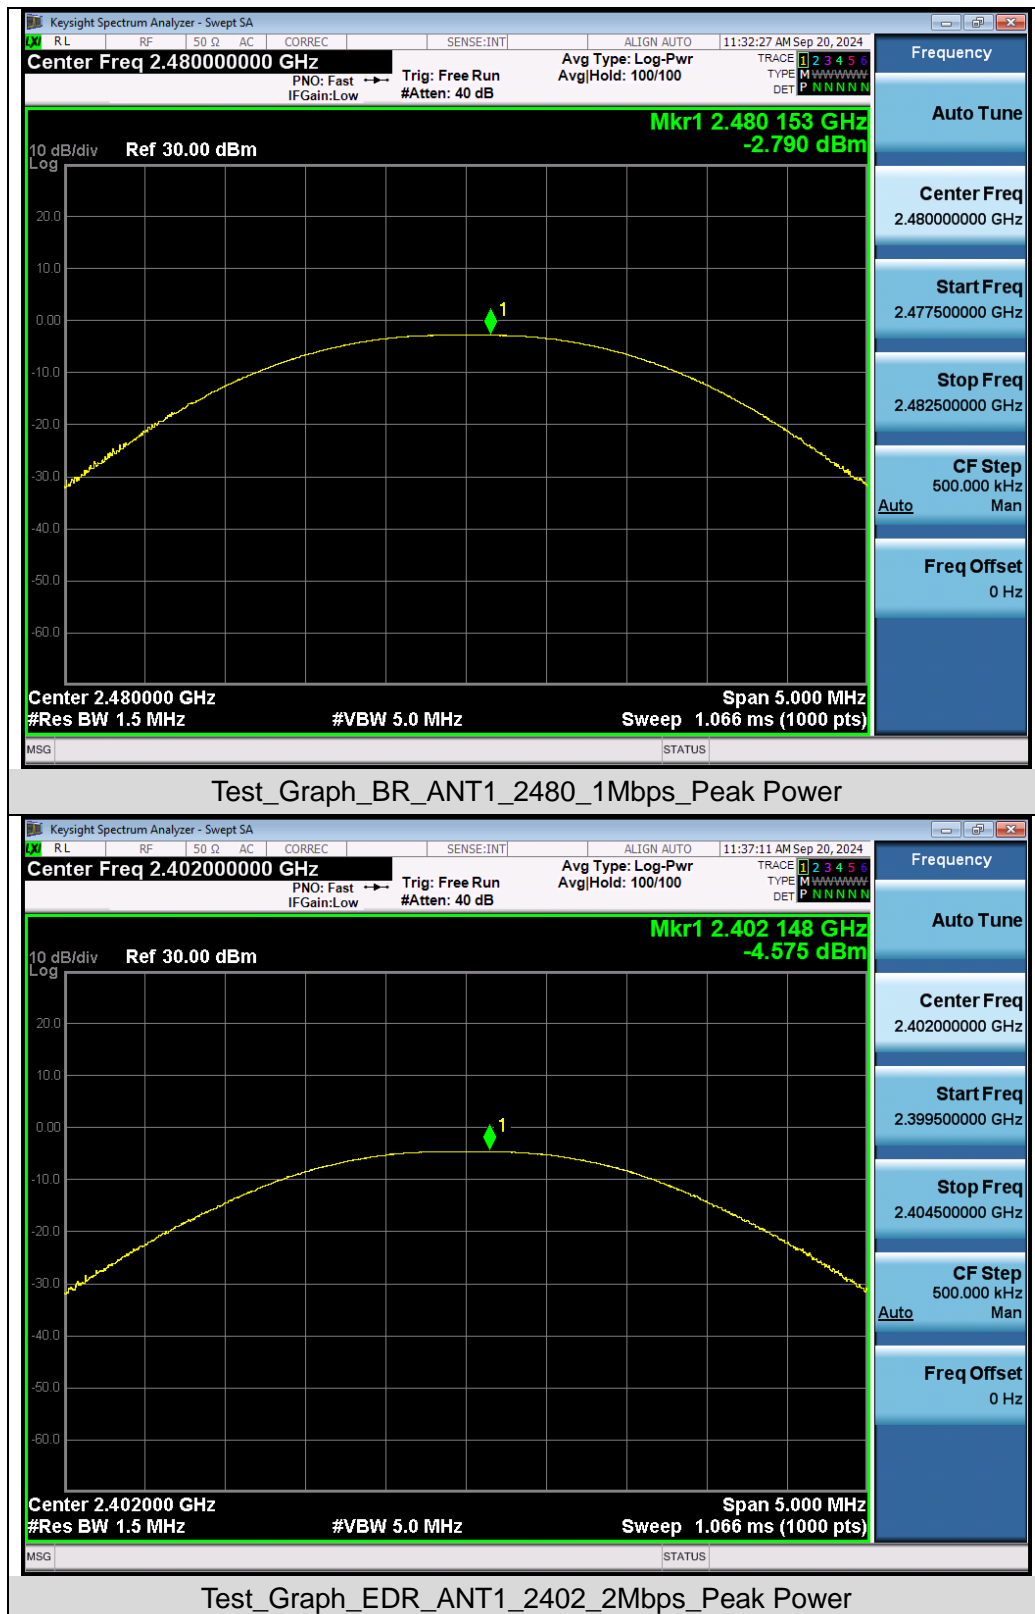 Keysight Spectrum Analyzer - Swept SA
LXI RL RF 50 Ω AC CORREC SENSE:INT ALIGN AUTO 11:32:27 AM Sep 20, 2024
Center Freq 2.480000000 GHz
PNO: Fast
IFGain:Low
Trig: Free Run
#Atten: 40 dB
Avg Type: Log-Pwr
Avg|Hold: 100/100
TRACE 1 2 3 4 5 6
TYPE M WWWWW
DET P N N N N N
Mkr1 2.480 153 GHz
-2.790 dBm
10 dB/div Ref 30.00 dBm
Log
20.0
10.0
0.00
-10.0
-20.0
-30.0
-40.0
-50.0
-60.0
1
Center 2.480000 GHz Span 5.000 MHz
#Res BW 1.5 MHz #VBW 5.0 MHz Sweep 1.066 ms (1000 pts)
MSG STATUS
Frequency
Auto Tune
Center Freq
2.480000000 GHz
Start Freq
2.477500000 GHz
Stop Freq
2.482500000 GHz
CF Step
500.000 kHz
Auto Man
Freq Offset
0 Hz
Test_Graph_BR_ANT1_2480_1Mbps_Peak Power
Keysight Spectrum Analyzer - Swept SA
LXI RL RF 50 Ω AC CORREC SENSE:INT ALIGN AUTO 11:37:11 AM Sep 20, 2024
Center Freq 2.402000000 GHz
PNO: Fast
IFGain:Low
Trig: Free Run
#Atten: 40 dB
Avg Type: Log-Pwr
Avg|Hold: 100/100
TRACE 1 2 3 4 5 6
TYPE M WWWWW
DET P N N N N N
Mkr1 2.402 148 GHz
-4.575 dBm
10 dB/div Ref 30.00 dBm
Log
20.0
10.0
0.00
-10.0
-20.0
-30.0
-40.0
-50.0
-60.0
1
Center 2.402000 GHz Span 5.000 MHz
#Res BW 1.5 MHz #VBW 5.0 MHz Sweep 1.066 ms (1000 pts)
MSG STATUS
Frequency
Auto Tune
Center Freq
2.402000000 GHz
Start Freq
2.399500000 GHz
Stop Freq
2.404500000 GHz
CF Step
500.000 kHz
Auto Man
Freq Offset
0 Hz
Test_Graph_EDR_ANT1_2402_2Mbps_Peak Power